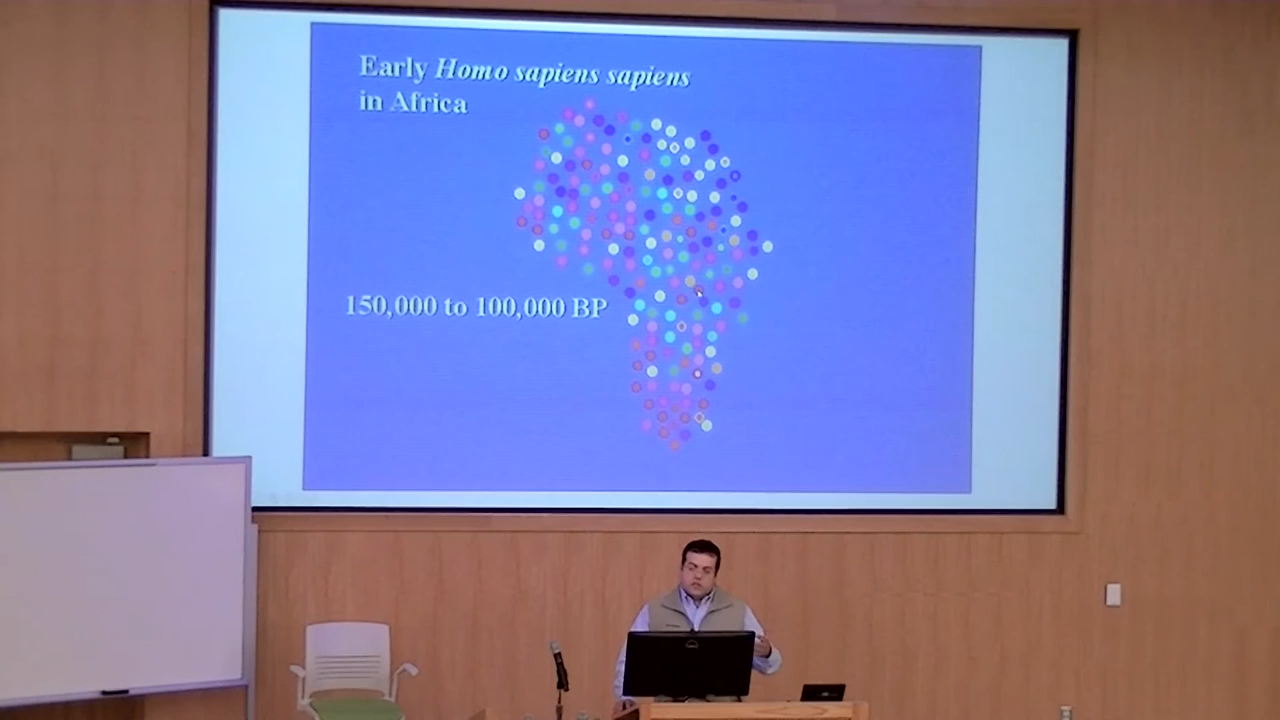 Early Homo sapiens sapiens
in Africa
150,000 to 100,000 BP